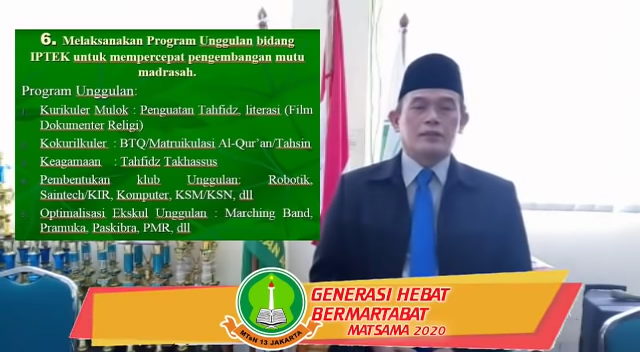 6. Melaksanakan Program Unggulan bidang
IPTEK untuk mempercepat pengembangan mutu
madrasah.
Program Unggulan:
Kurikuler Mulok : Penguatan Tahfidz, literasi (Film
Dokumenter Religi)
Kokurilkuler : BTQ/Matruikulasi Al-Qur'an/Tahsin
Keagamaan : Tahfidz Takhassus
Pembentukan klub Unggulan: Robotik,
Saintech/KIR, Komputer, KSM/KSN, dll
Optimalisasi Ekskul Unggulan : Marching Band,
Pramuka, Paskibra, PMR, dll
GENERASI HEBAT
BERMARTABAT
MATSAMA 2020
MTsN 13 JAKARTA